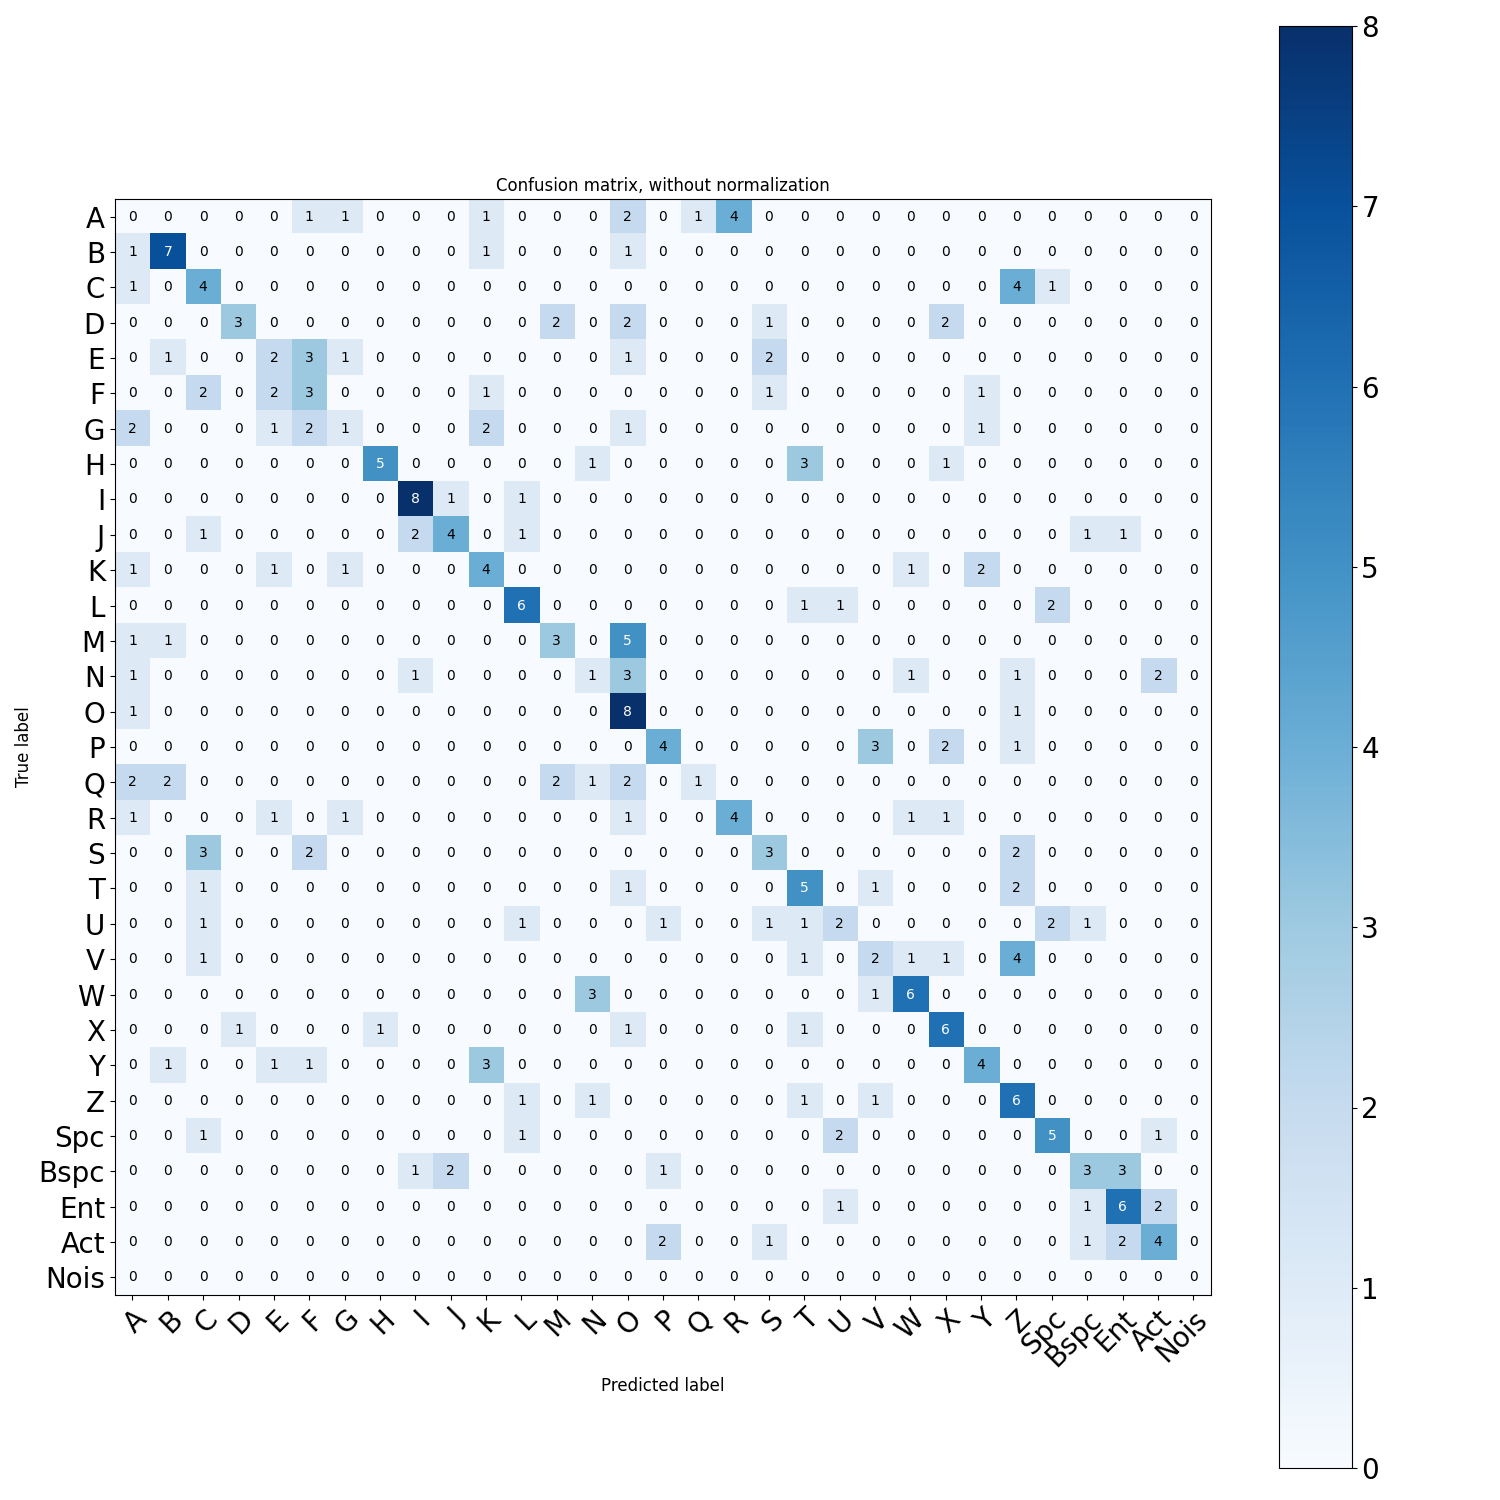 Confusion matrix, without normalization
A 0 0 0 0 0 1 1 0 0 0 1 0 0 0 2 0 1 4 0 0 0 0 0 0 0 0 0 0 0 0 0
B 1 7 0 0 0 0 0 0 0 0 1 0 0 0 1 0 0 0 0 0 0 0 0 0 0 0 0 0 0 0 0
C 1 0 4 0 0 0 0 0 0 0 0 0 0 0 0 0 0 0 0 0 0 0 0 0 0 4 1 0 0 0 0
D 0 0 0 3 0 0 0 0 0 0 0 0 2 0 2 0 0 0 1 0 0 0 0 2 0 0 0 0 0 0 0
E 0 1 0 0 2 3 1 0 0 0 0 0 0 0 1 0 0 0 2 0 0 0 0 0 0 0 0 0 0 0 0
F 0 0 2 0 2 3 0 0 0 0 1 0 0 0 0 0 0 0 1 0 0 0 0 0 1 0 0 0 0 0 0
G 2 0 0 0 1 2 1 0 0 0 2 0 0 0 1 0 0 0 0 0 0 0 0 0 1 0 0 0 0 0 0
H 0 0 0 0 0 0 0 5 0 0 0 0 0 1 0 0 0 0 0 3 0 0 0 1 0 0 0 0 0 0 0
I 0 0 0 0 0 0 0 0 8 1 0 1 0 0 0 0 0 0 0 0 0 0 0 0 0 0 0 0 0 0 0
J 0 0 1 0 0 0 0 0 2 4 0 1 0 0 0 0 0 0 0 0 0 0 0 0 0 0 0 1 1 0 0
K 1 0 0 0 1 0 1 0 0 0 4 0 0 0 0 0 0 0 0 0 0 0 1 0 2 0 0 0 0 0 0
L 0 0 0 0 0 0 0 0 0 0 0 6 0 0 0 0 0 0 0 1 1 0 0 0 0 0 2 0 0 0 0
M 1 1 0 0 0 0 0 0 0 0 0 0 3 0 5 0 0 0 0 0 0 0 0 0 0 0 0 0 0 0 0
N 1 0 0 0 0 0 0 0 1 0 0 0 0 1 3 0 0 0 0 0 0 0 1 0 0 1 0 0 0 2 0
O 1 0 0 0 0 0 0 0 0 0 0 0 0 0 8 0 0 0 0 0 0 0 0 0 0 1 0 0 0 0 0
P 0 0 0 0 0 0 0 0 0 0 0 0 0 0 0 4 0 0 0 0 0 3 0 2 0 1 0 0 0 0 0
Q 2 2 0 0 0 0 0 0 0 0 0 0 2 1 2 0 1 0 0 0 0 0 0 0 0 0 0 0 0 0 0
R 1 0 0 0 1 0 1 0 0 0 0 0 0 0 1 0 0 4 0 0 0 0 1 1 0 0 0 0 0 0 0
S 0 0 3 0 0 2 0 0 0 0 0 0 0 0 0 0 0 0 3 0 0 0 0 0 0 2 0 0 0 0 0
T 0 0 1 0 0 0 0 0 0 0 0 0 0 0 1 0 0 0 0 5 0 1 0 0 0 2 0 0 0 0 0
U 0 0 1 0 0 0 0 0 0 0 0 1 0 0 0 1 0 0 1 1 2 0 0 0 0 0 2 1 0 0 0
V 0 0 1 0 0 0 0 0 0 0 0 0 0 0 0 0 0 0 0 1 0 2 1 1 0 4 0 0 0 0 0
W 0 0 0 0 0 0 0 0 0 0 0 0 0 3 0 0 0 0 0 0 0 1 6 0 0 0 0 0 0 0 0
X 0 0 0 1 0 0 0 1 0 0 0 0 0 0 1 0 0 0 0 1 0 0 0 6 0 0 0 0 0 0 0
Y 0 1 0 0 1 1 0 0 0 0 3 0 0 0 0 0 0 0 0 0 0 0 0 0 4 0 0 0 0 0 0
Z 0 0 0 0 0 0 0 0 0 0 0 1 0 1 0 0 0 0 0 1 0 1 0 0 0 6 0 0 0 0 0
Spc 0 0 1 0 0 0 0 0 0 0 0 1 0 0 0 0 0 0 0 0 2 0 0 0 0 0 5 0 0 1 0
Bspc 0 0 0 0 0 0 0 0 1 2 0 0 0 0 0 1 0 0 0 0 0 0 0 0 0 0 0 3 3 0 0
Ent 0 0 0 0 0 0 0 0 0 0 0 0 0 0 0 0 0 0 0 0 1 0 0 0 0 0 0 1 6 2 0
Act 0 0 0 0 0 0 0 0 0 0 0 0 0 0 0 2 0 0 1 0 0 0 0 0 0 0 0 1 2 4 0
Nois 0 0 0 0 0 0 0 0 0 0 0 0 0 0 0 0 0 0 0 0 0 0 0 0 0 0 0 0 0 0 0
A B C D E F G H I J K L M N O P Q R S T U V W X Y Z Spc Bspc Ent Act Nois
Predicted label
True label
8
7
6
5
4
3
2
1
0